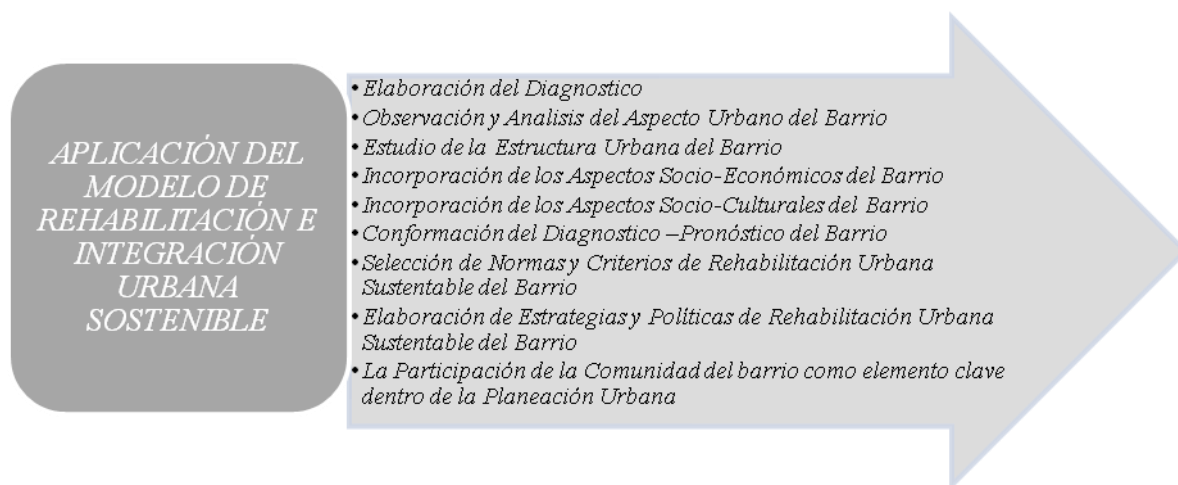 APLICACIÓN DEL
MODELO DE
REHABILITACIÓN E
INTEGRACIÓN
URBANA
SOSTENIBLE
•Elaboración del Diagnostico
•Observación y Analisis del Aspecto Urbano del Barrio
•Estudio de la Estructura Urbana del Barrio
•Incorporación de los Aspectos Socio-Económicos del Barrio
•Incorporación de los Aspectos Socio-Culturales del Barrio
•Conformación del Diagnostico –Pronóstico del Barrio
•Selección de Normas y Criterios de Rehabilitación Urbana
Sustentable del Barrio
•Elaboración de Estrategias y Políticas de Rehabilitación Urbana
Sustentable del Barrio
•La Participación de la Comunidad del barrio como elemento clave
dentro de la Planeación Urbana